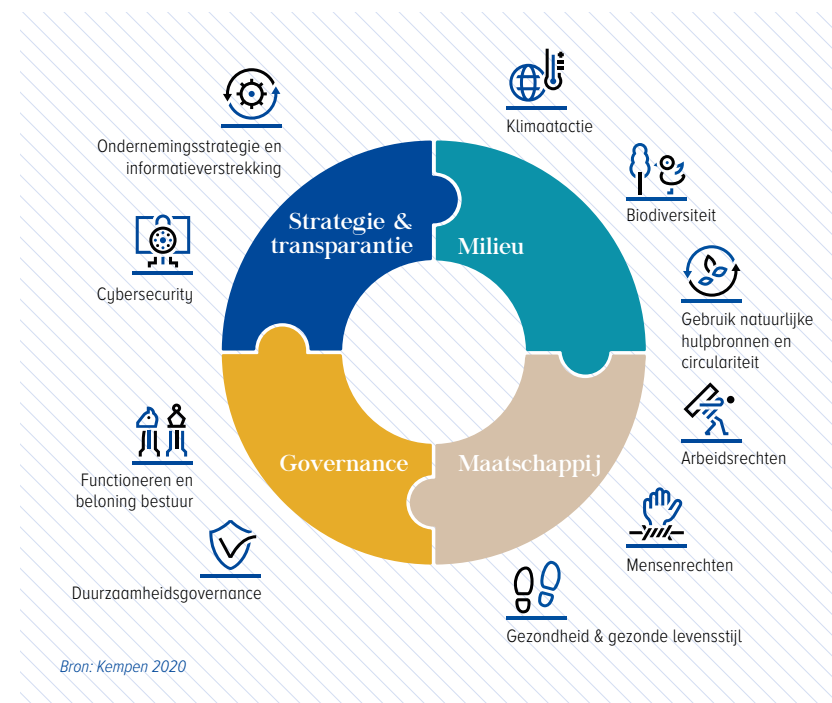 Ondernemingsstrategie en
informatieverstrekking
Cybersecurity
Strategie &
transparantie
Milieu
Klimaatactie
Biodiversiteit
Gebruik natuurlijke
hulpbronnen en
circulariteit
Arbeidsrechten
Mensenrechten
Gezondheid & gezonde levensstijl
Maatschappij
Governance
Functioneren en
beloning bestuur
Duurzaamheidsgovernance
Bron: Kempen 2020